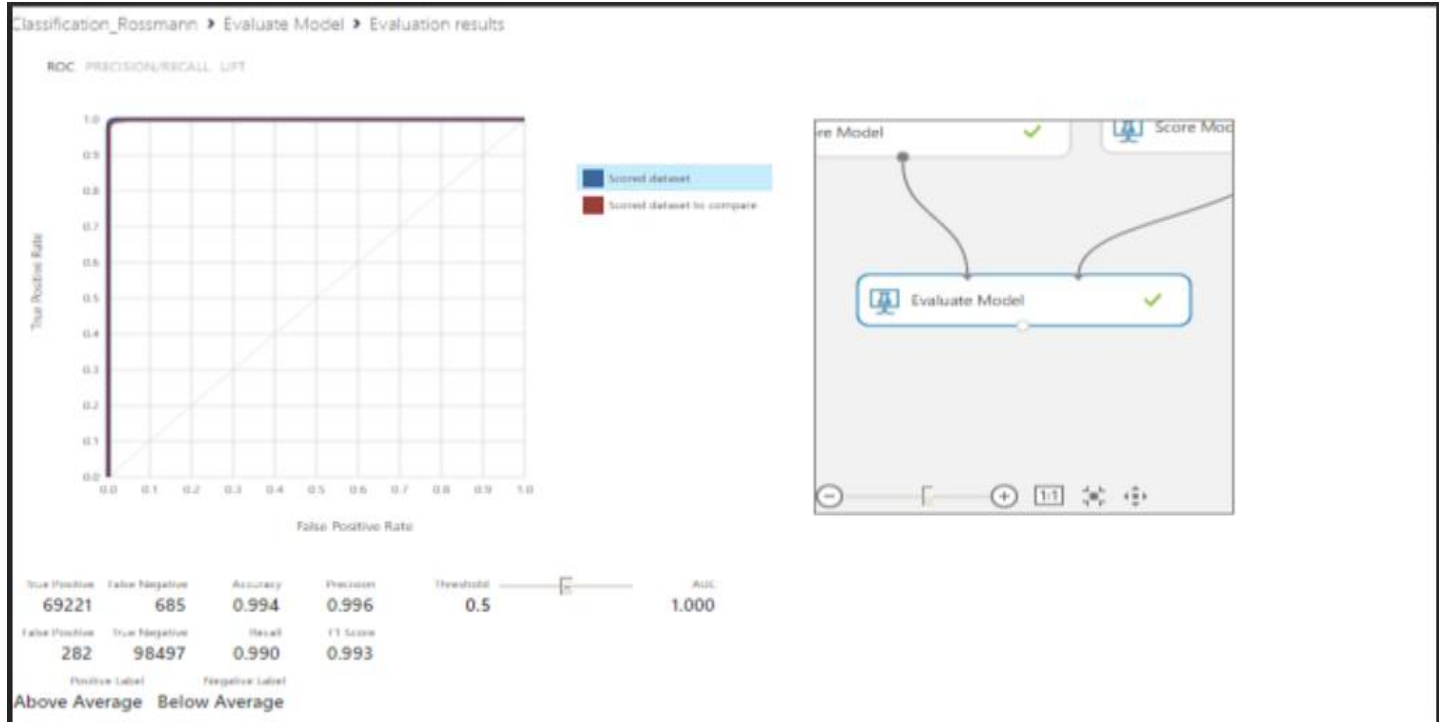 Classification_Rossmann › Evaluate Model › Evaluation results
ROC PRECISION/RECALL LIFT
1.0
0.9
0.8
0.7
0.6
0.5
0.4
0.3
0.2
0.1
0.0
True Positive Rate
0.0 0.1 0.2 0.3 0.4 0.5 0.6 0.7 0.8 0.9 1.0
False Positive Rate
Scored dataset
Scored dataset to compare
re Model
Score Mod
Evaluate Model
1:1
True Positive False Negative Accuracy Precision Threshold AUC
69221 685 0.994 0.996 0.5 1.000
False Positive True Negative Recall F1 Score
282 98497 0.990 0.993
Positive Label Negative Label
Above Average Below Average